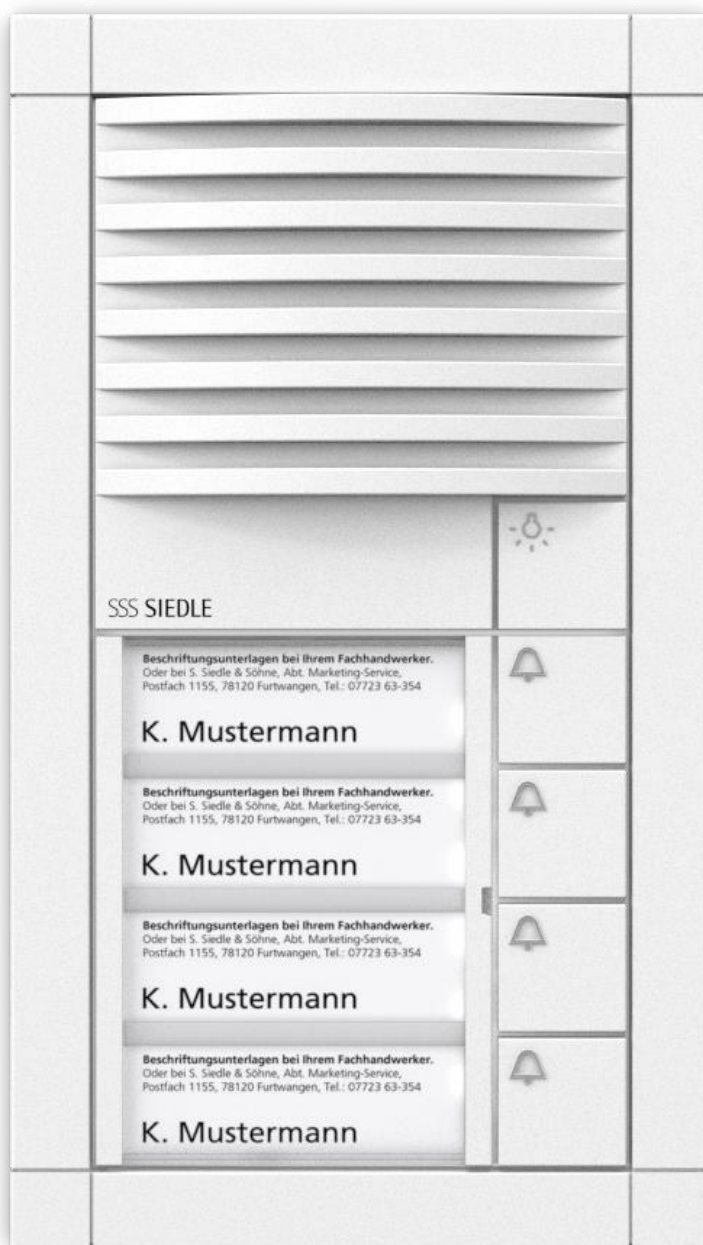 SSS SIEDLE
Beschriftungsunterlagen bei Ihrem Fachhandwerker.
Oder bei S. Siedle & Söhne, Abt. Marketing-Service,
Postfach 1155, 78120 Furtwangen, Tel.: 07723 63-354
K. Mustermann
Beschriftungsunterlagen bei Ihrem Fachhandwerker.
Oder bei S. Siedle & Söhne, Abt. Marketing-Service,
Postfach 1155, 78120 Furtwangen, Tel.: 07723 63-354
K. Mustermann
Beschriftungsunterlagen bei Ihrem Fachhandwerker.
Oder bei S. Siedle & Söhne, Abt. Marketing-Service,
Postfach 1155, 78120 Furtwangen, Tel.: 07723 63-354
K. Mustermann
Beschriftungsunterlagen bei Ihrem Fachhandwerker.
Oder bei S. Siedle & Söhne, Abt. Marketing-Service,
Postfach 1155, 78120 Furtwangen, Tel.: 07723 63-354
K. Mustermann